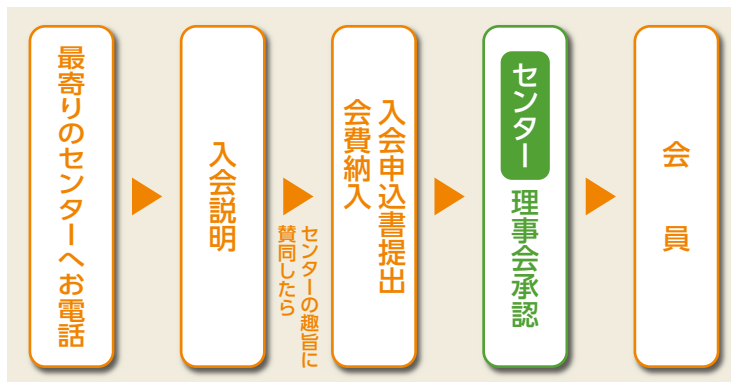 最寄りのセンターへお電話
入会説明
センターの趣旨に
賛同したら
入会申込書提出
会費納入
センター
理事会承認
会員